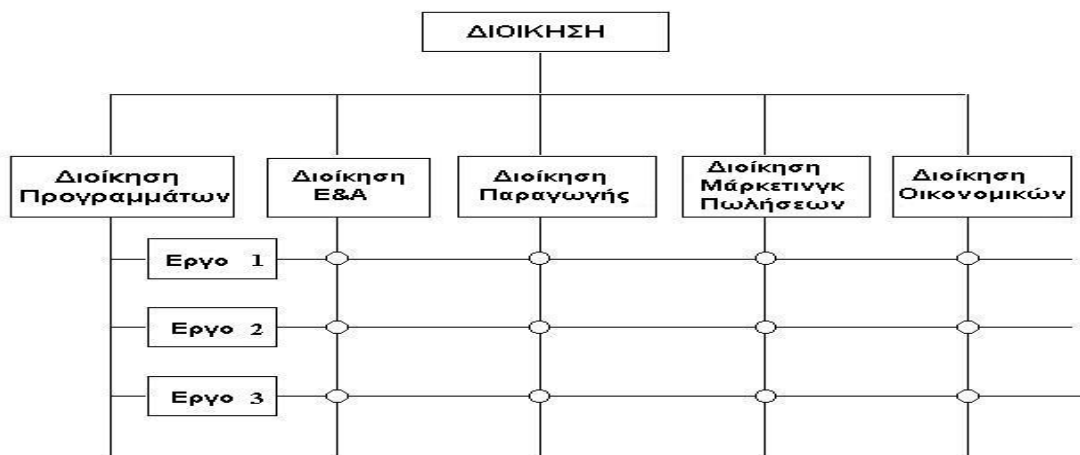 ΔΙΟΙΚΗΣΗ
Διοίκηση
Προγραμμάτων
Διοίκηση
Ε&Α
Διοίκηση
Παραγωγής
Διοίκηση
Μάρκετινγκ
Πωλήσεων
Διοίκηση
Οικονομικών
Εργο 1
Εργο 2
Εργο 3